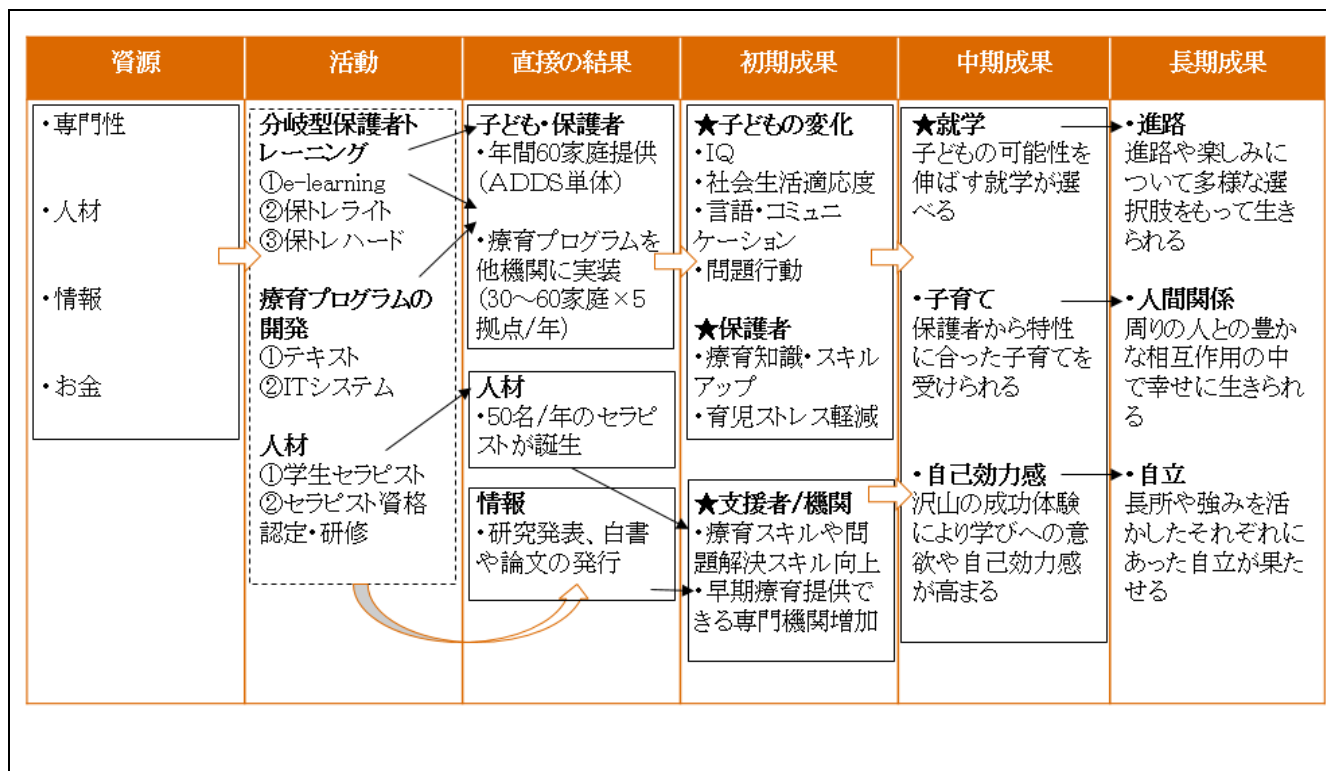 資源
活動
直接の結果
初期成果
中期成果
長期成果
・専門性
・人材
・情報
・お金
分岐型保護者ト
レーニング
①e-learning
②保トレライト
③保トレハード
療育プログラムの
開発
①テキスト
②ITシステム
人材
①学生セラピスト
②セラピスト資格
認定・研修
子ども・保護者
・年間60家庭提供
(ADDS単体)
・療育プログラムを
他機関に実装
(30～60家庭×5
拠点/年)
人材
・50名/年のセラピ
ストが誕生
情報
・研究発表、白書
や論文の発行
★子どもの変化
・IQ
・社会生活適応度
・言語・コミュニ
ケーション
・問題行動
★保護者
・療育知識・スキル
アップ
・育児ストレス軽減
★支援者/機関
・療育スキルや問
題解決スキル向上
・早期療育提供で
きる専門機関増加
★就学
子どもの可能性を
伸ばす就学が選
べる
・子育て
保護者から特性
に合った子育てを
受けられる
・自己効力感
沢山の成功体験
により学びへの意
欲や自己効力感
が高まる
・進路
進路や楽しみに
ついて多様な選
択肢をもって生き
られる
・人間関係
周りの人との豊か
な相互作用の中
で幸せに生きられ
る
・自立
長所や強みを活
かしたそれぞれに
あった自立が果た
せる